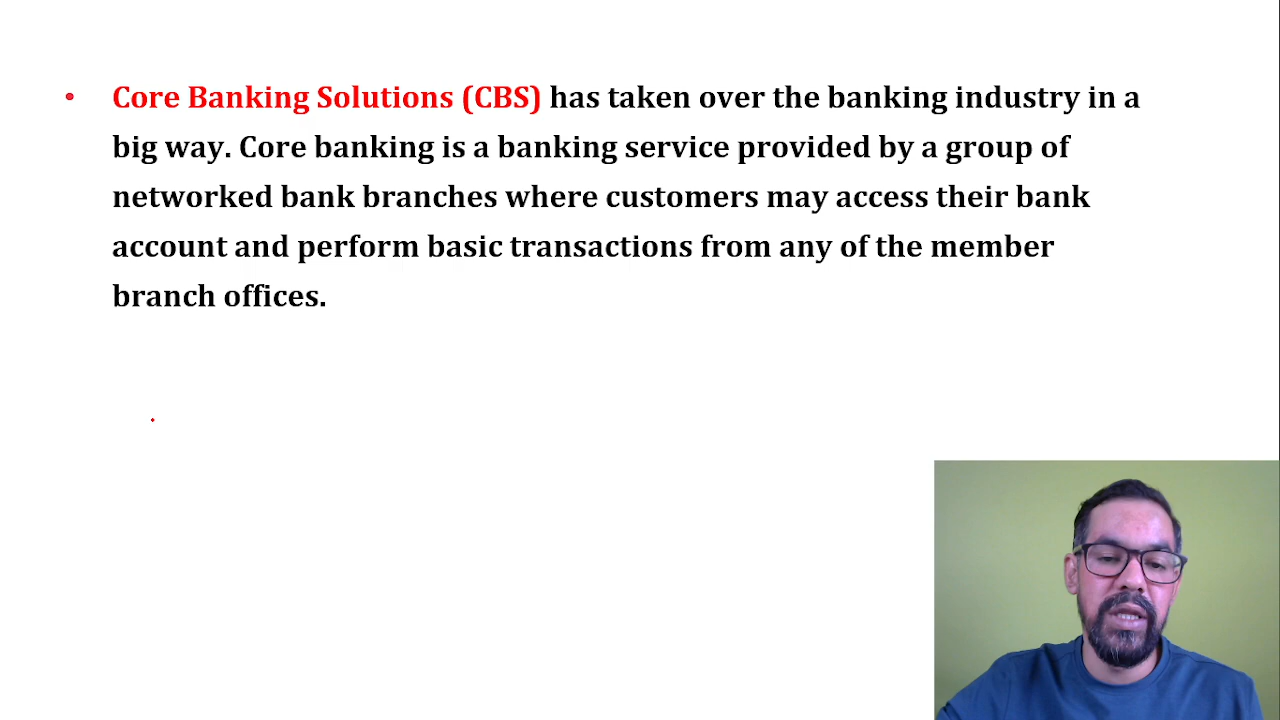 • Core Banking Solutions (CBS) has taken over the banking industry in a
big way. Core banking is a banking service provided by a group of
networked bank branches where customers may access their bank
account and perform basic transactions from any of the member
branch offices.